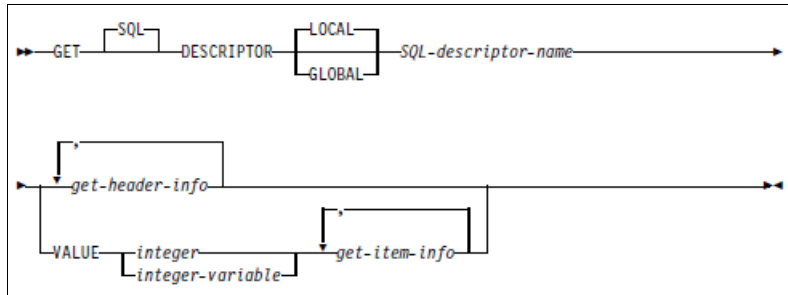 SQL
LOCAL
GET DESCRIPTOR SQL-descriptor-name
GLOBAL
,
get-header-info
,
VALUE integer get-item-info
integer-variable